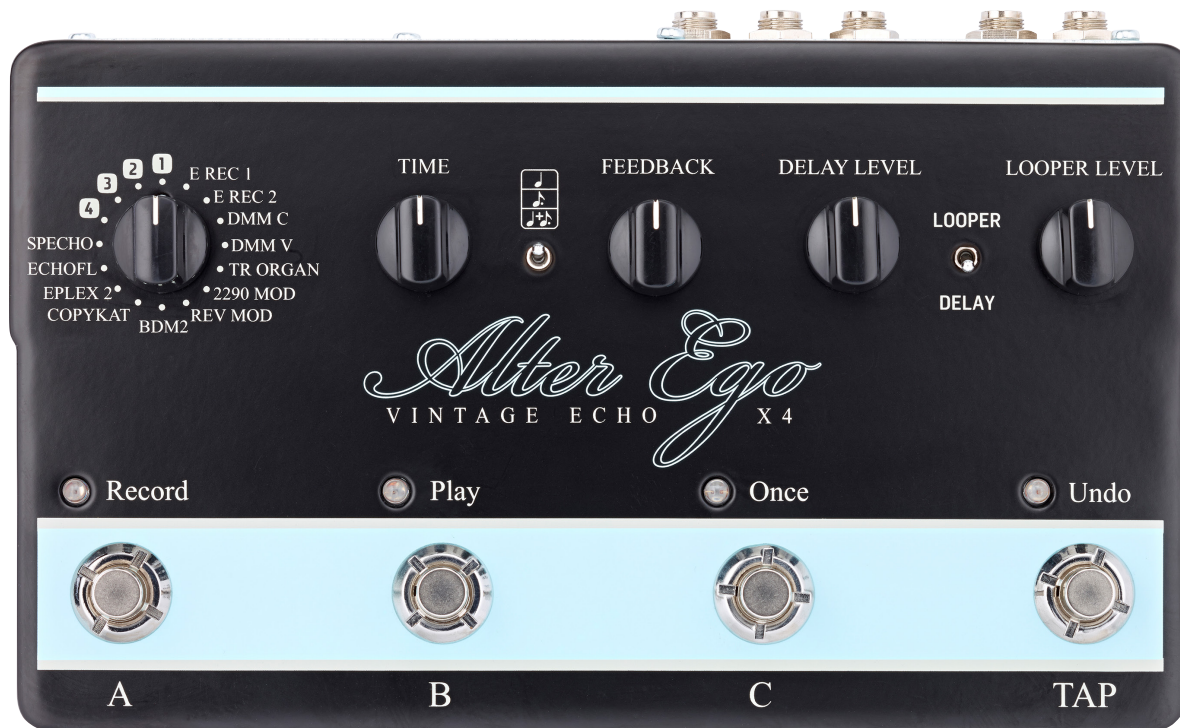 1
2
3
4
E REC 1
E REC 2
DMM C
DMM V
TR ORGAN
2290 MOD
REV MOD
BDM2
COPYKAT
EPLEX 2
ECHOFL
SPECHO
TIME
FEEDBACK
DELAY LEVEL
LOOPER
DELAY
LOOPER LEVEL
Alter Ego
VINTAGE ECHO X4
Record
Play
Once
Undo
A
B
C
TAP